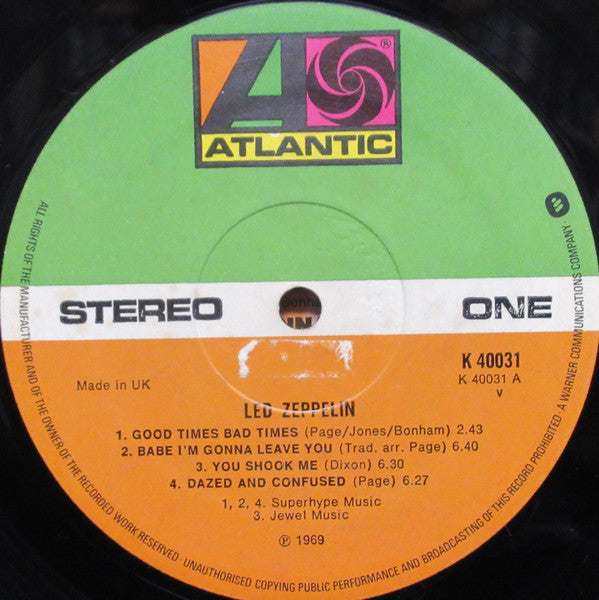 ®
ATLANTIC
STEREO
ONE
Bonha
IN
K 40031
K 40031 A
V
Made in UK
LED ZEPPELIN
1. GOOD TIMES BAD TIMES (Page/Jones/Bonham) 2.43
2. BABE I'M GONNA LEAVE YOU (Trad. arr. Page) 6.40
3. YOU SHOOK ME (Dixon) 6.30
4. DAZED AND CONFUSED (Page) 6.27
1, 2, 4. Superhype Music
3. Jewel Music
℗ 1969
ALL RIGHTS OF THE MANUFACTURER AND OF THE OWNER OF THE RECORDED WORK RESERVED · UNAUTHORISED COPYING PUBLIC PERFORMANCE AND BROADCASTING OF THIS RECORD PROHIBITED · A WARNER COMMUNICATIONS COMPANY ·